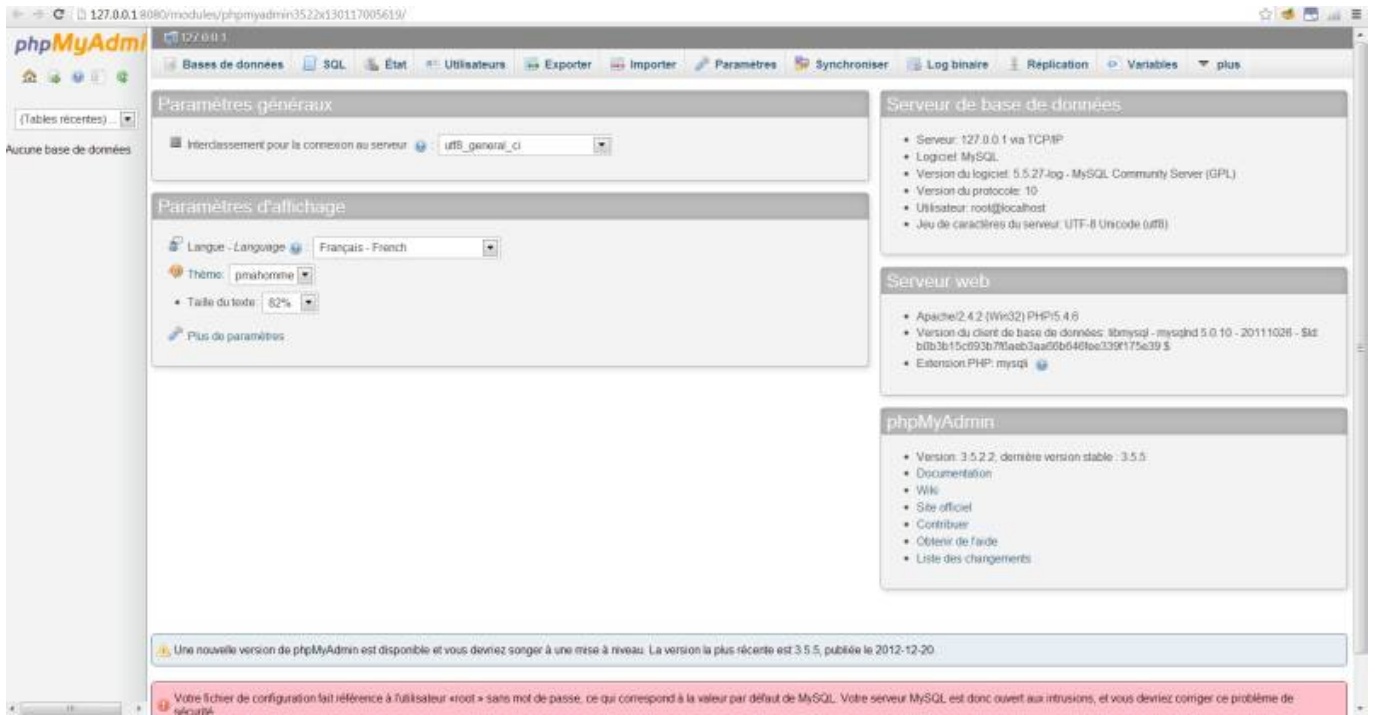 127.0.0.1:8080/modules/phpmyadmin3522x130117005619/
phpMyAdmi
127.0.0.1
Bases de données SQL État Utilisateurs Exporter Importer Paramètres Synchroniser Log binaire Réplication Variables plus
(Tables récentes) ...
Aucune base de données
Paramètres généraux
Interclassement pour la connexion au serveur : utf8_general_ci
Paramètres d'affichage
Langue - Language : Français - French
Thème: pmahomme
Taille du texte: 82%
Plus de paramètres
Serveur de base de données
Serveur: 127.0.0.1 via TCP/IP
Logiciel: MySQL
Version du logiciel: 5.5.27-log - MySQL Community Server (GPL)
Version du protocole: 10
Utilisateur: root@localhost
Jeu de caractères du serveur: UTF-8 Unicode (utf8)
Serveur web
Apache/2.4.2 (Win32) PHP/5.4.6
Version du client de base de données: libmysql - mysqlnd 5.0.10 - 20111026 - $Id:
Extension PHP: mysqli
phpMyAdmin
Version: 3.5.2.2, dernière version stable : 3.5.5
Documentation
Wiki
Site officiel
Contribuer
Obtenir de l'aide
Liste des changements
Une nouvelle version de phpMyAdmin est disponible et vous devriez songer à une mise à niveau. La version la plus récente est 3.5.5, publiée le 2012-12-20.
Votre fichier de configuration fait référence à l'utilisateur «root » sans mot de passe, ce qui correspond à la valeur par défaut de MySQL. Votre serveur MySQL est donc ouvert aux intrusions, et vous devriez corriger ce problème de
sécurité